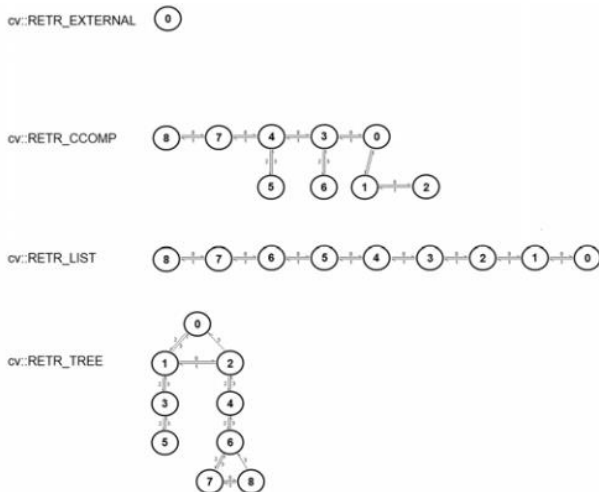 cv::RETR_EXTERNAL 0
cv::RETR_CCOMP 8 7 4 3 0
5 6 1 2
cv::RETR_LIST 8 7 6 5 4 3 2 1 0
0
cv::RETR_TREE 1 2
3 4
5 6
7 8